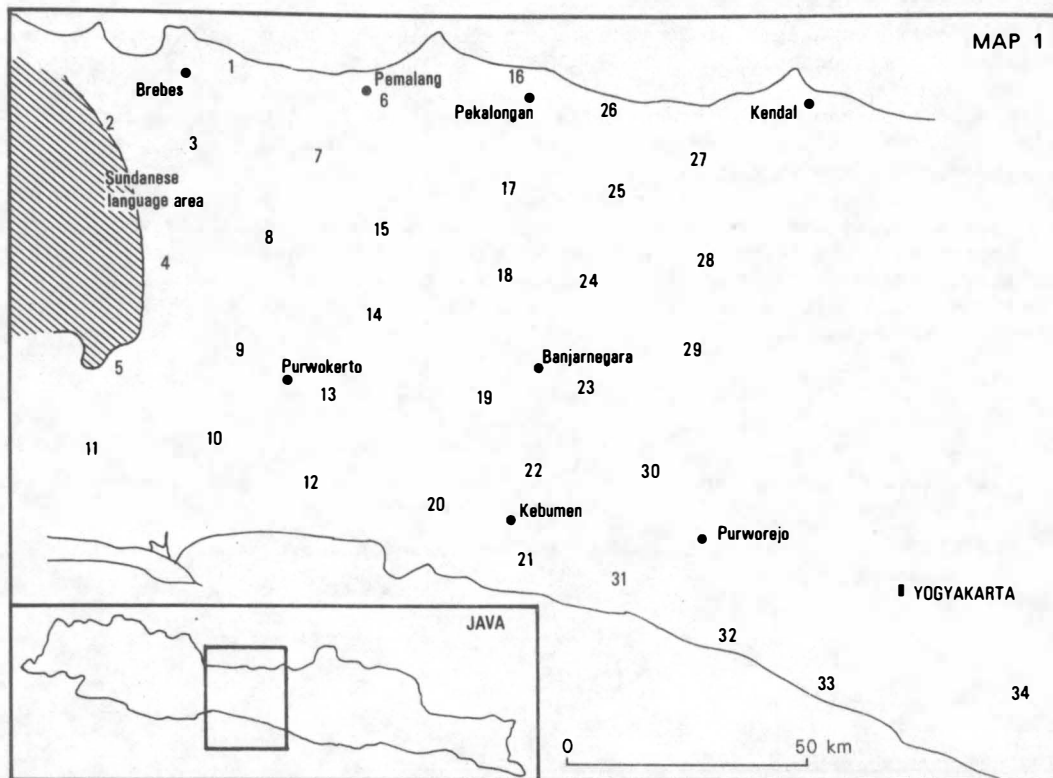 MAP 1
1
Brebes
Pemalang
6
16
Pekalongan
26
Kendal
2
3
7
27
Sundanese
language area
17
25
15
8
4
18
24
28
14
9
Purwokerto
13
5
Banjarnegara
23
29
19
11
10
12
20
22
30
Kebumen
21
Purworejo
31
YOGYAKARTA
32
33
34
JAVA
0
50 km